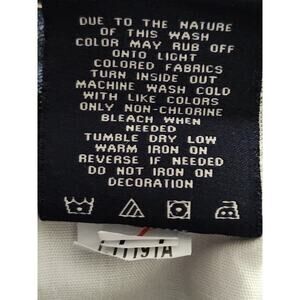 DUE TO THE NATURE
OF THIS WASH
COLOR MAY RUB OFF
ONTO LIGHT
COLORED FABRICS
TURN INSIDE OUT
MACHINE WASH COLD
WITH LIKE COLORS
ONLY NON-CHLORINE
BLEACH WHEN
NEEDED
TUMBLE DRY LOW
WARM IRON ON
REVERSE IF NEEDED
DO NOT IRON ON
DECORATION